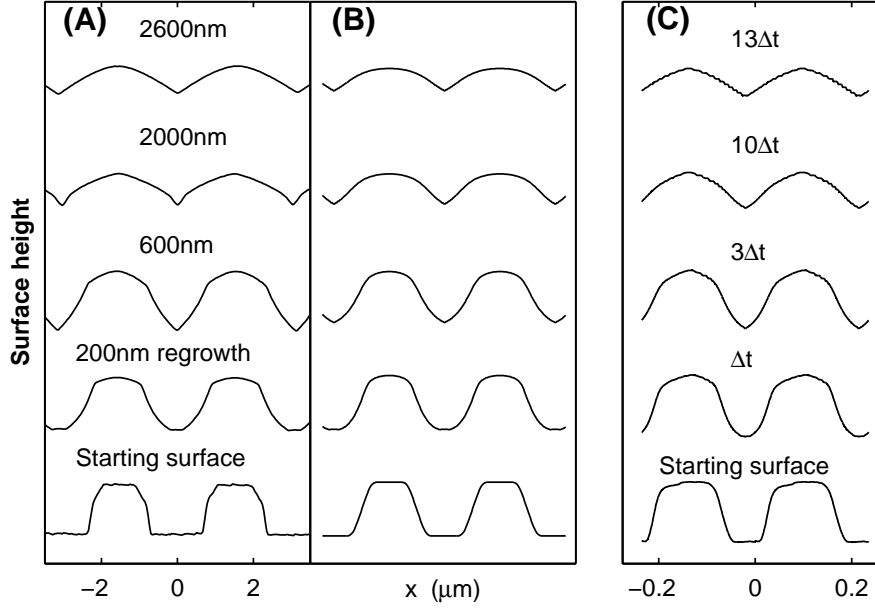 (A)
(B)
(C)
2600nm
13Δt
2000nm
10Δt
600nm
3Δt
200nm regrowth
Δt
Starting surface
Starting surface
Surface height
−2
0
2
x (μm)
−0.2
0
0.2